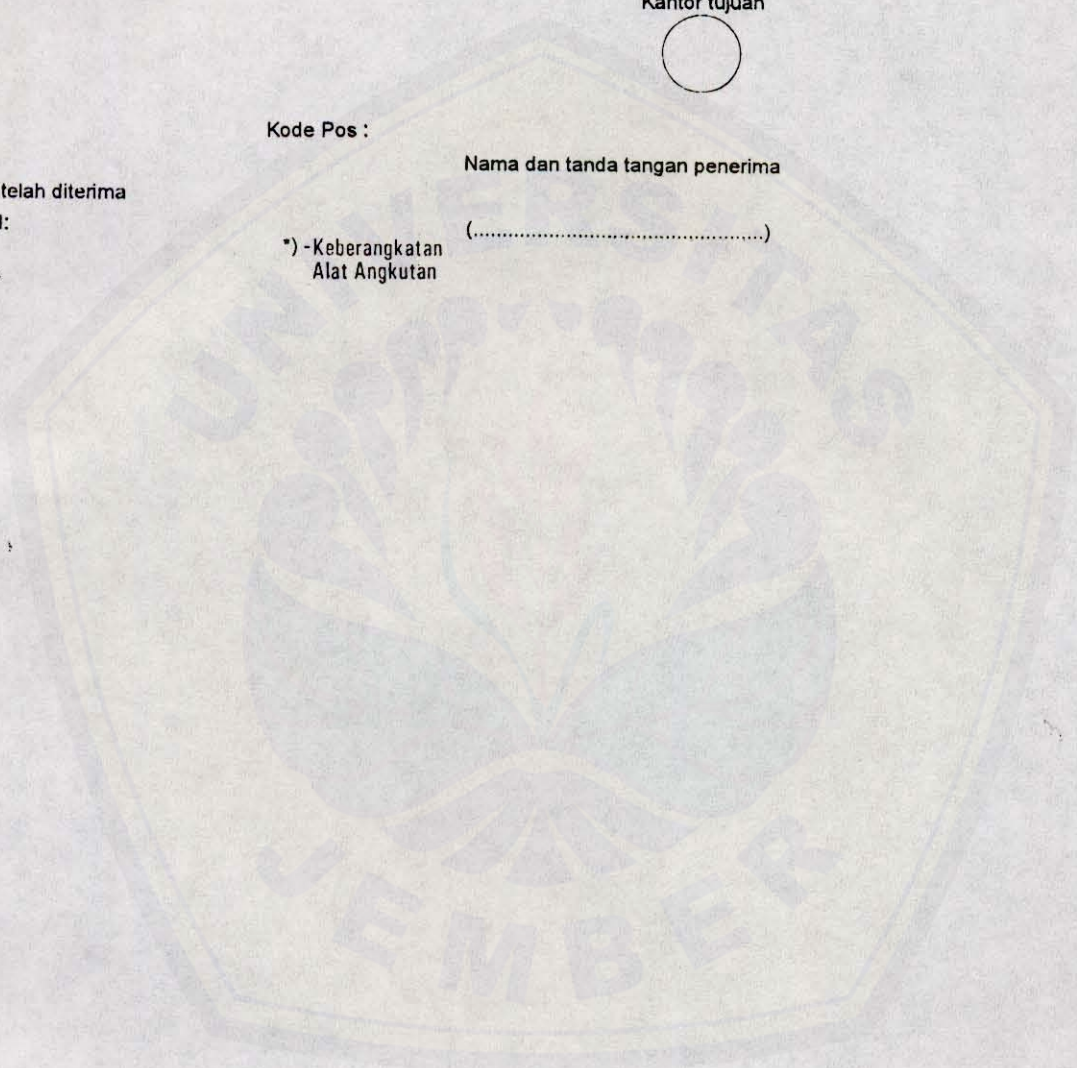 Kantor tujuan
Kode Pos :
Nama dan tanda tangan penerima
telah diterima
(....................................................)
*) -Keberangkatan
Alat Angkutan
UNIVERSITAS
JEMBER